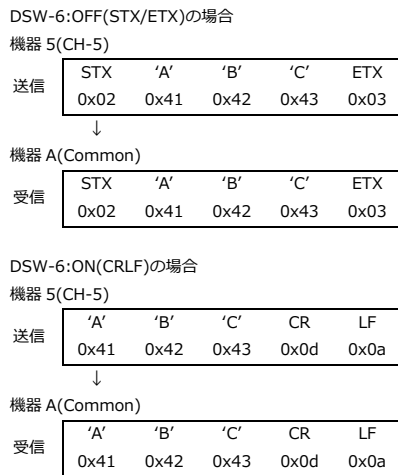 DSW-6:OFF(STX/ETX)の場合
機器 5(CH-5)
送信 STX ‘A’ ‘B’ ‘C’ ETX
0x02 0x41 0x42 0x43 0x03
↓
機器 A(Common)
受信 STX ‘A’ ‘B’ ‘C’ ETX
0x02 0x41 0x42 0x43 0x03
DSW-6:ON(CRLF)の場合
機器 5(CH-5)
送信 ‘A’ ‘B’ ‘C’ CR LF
0x41 0x42 0x43 0x0d 0x0a
↓
機器 A(Common)
受信 ‘A’ ‘B’ ‘C’ CR LF
0x41 0x42 0x43 0x0d 0x0a